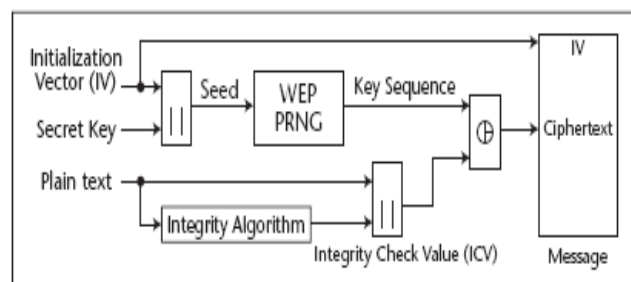 Initialization
Vector (IV)
Secret Key
Plain text
||
Seed
WEP
PRNG
Key Sequence
Integrity Algorithm
||
Integrity Check Value (ICV)
IV
Ciphertext
Message